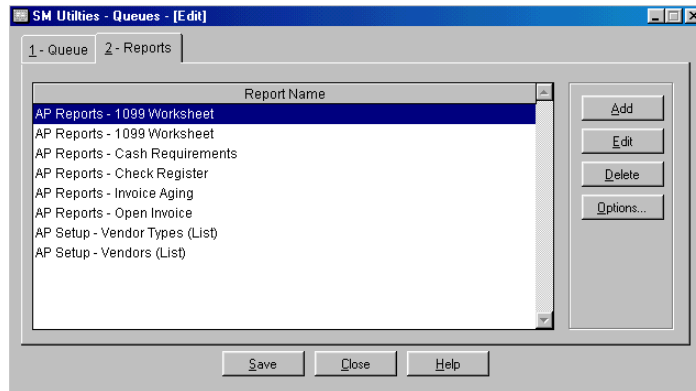 SM Utilties - Queues - [Edit]
1 - Queue
2 - Reports
Report Name
AP Reports - 1099 Worksheet
AP Reports - 1099 Worksheet
AP Reports - Cash Requirements
AP Reports - Check Register
AP Reports - Invoice Aging
AP Reports - Open Invoice
AP Setup - Vendor Types (List)
AP Setup - Vendors (List)
Add
Edit
Delete
Options...
Save
Close
Help